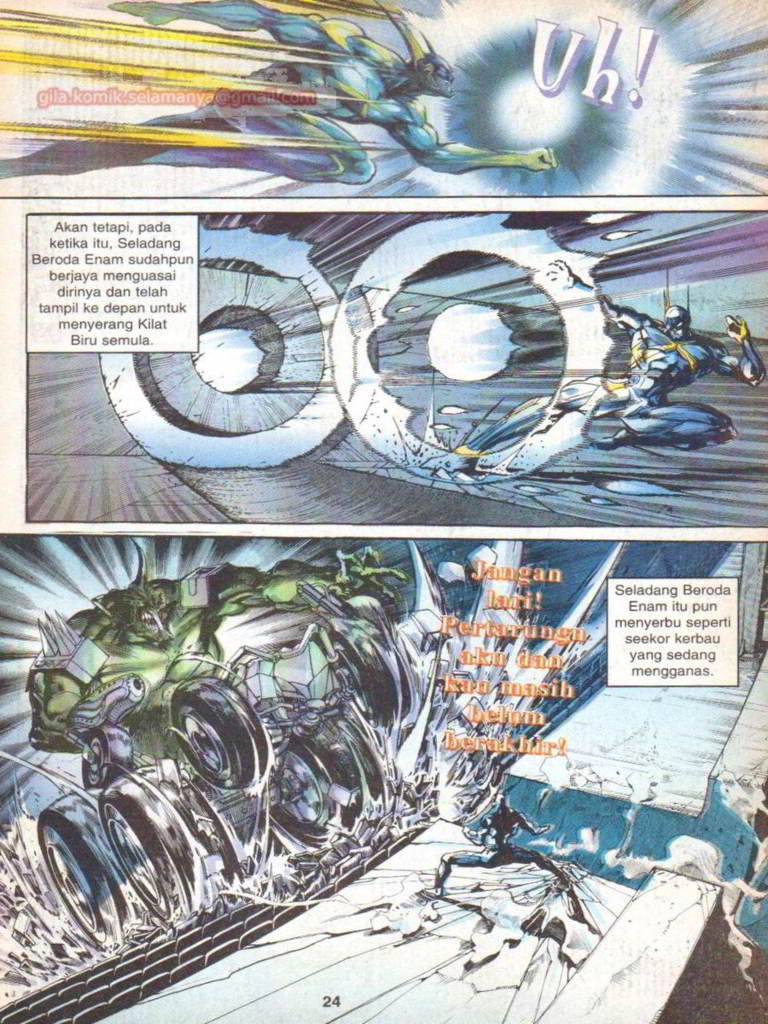 Uh!
gila.komik.selamanya@gmail.com
Akan tetapi, pada
ketika itu, Seladang
Beroda Enam sudahpun
berjaya menguasai
dirinya dan telah
tampil ke depan untuk
menyerang Kilat
Biru semula.
Jangan
lari!
Pertarungn
aku dan
kau masih
belum
berakhir!
Seladang Beroda
Enam itu pun
menyerbu seperti
seekor kerbau
yang sedang
mengganas.
24